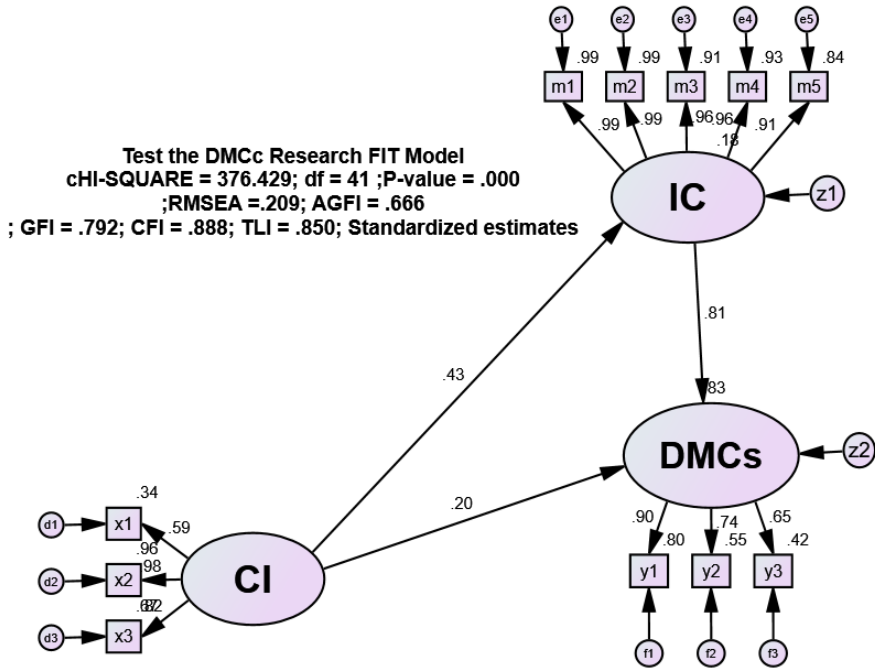 e1 e2 e3 e4 e5
.99 .99 .91 .93 .84
m1 m2 m3 m4 m5
.99 .99 .96 .96 .91
.18
Test the DMCc Research FIT Model
cHI-SQUARE = 376.429; df = 41 ;P-value = .000
;RMSEA =.209; AGFI = .666
; GFI = .792; CFI = .888; TLI = .850; Standardized estimates
IC z1
.81
.43
.83
DMCs z2
.20
.90 .74 .65
.80 .55 .42
y1 y2 y3
f1 f2 f3
.34
d1 x1 .59
.96
d2 x2 .98 CI
.67 .82
d3 x3